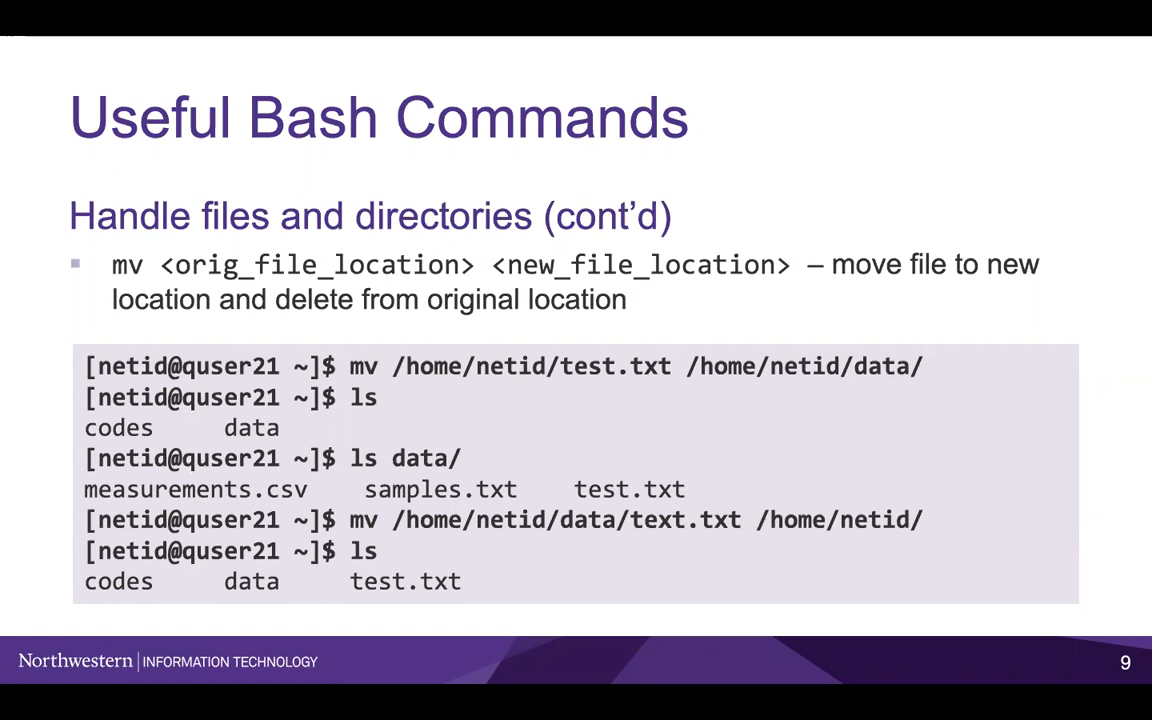 Useful Bash Commands
Handle files and directories (cont’d)
▪ mv <orig_file_location> <new_file_location> – move file to new
location and delete from original location
[netid@quser21 ~]$ mv /home/netid/test.txt /home/netid/data/
[netid@quser21 ~]$ ls
codes     data
[netid@quser21 ~]$ ls data/
measurements.csv    samples.txt    test.txt
[netid@quser21 ~]$ mv /home/netid/data/text.txt /home/netid/
[netid@quser21 ~]$ ls
codes     data     test.txt
Northwestern | INFORMATION TECHNOLOGY
9